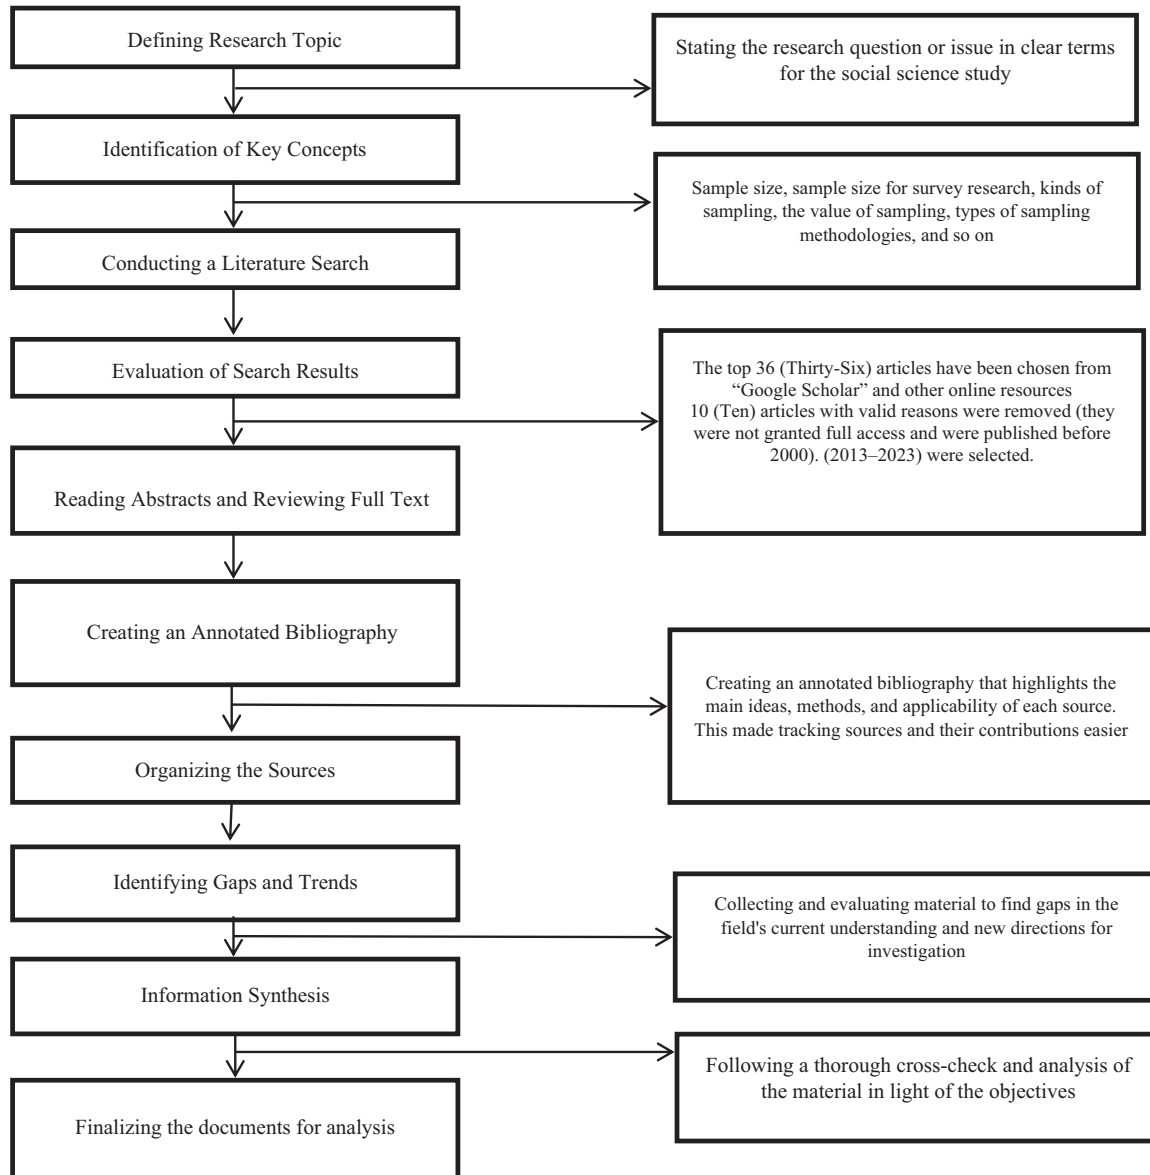 Defining Research Topic
Stating the research question or issue in clear terms
for the social science study
Identification of Key Concepts
Sample size, sample size for survey research, kinds of
sampling, the value of sampling, types of sampling
methodologies, and so on
Conducting a Literature Search
Evaluation of Search Results
The top 36 (Thirty-Six) articles have been chosen from
“Google Scholar” and other online resources
10 (Ten) articles with valid reasons were removed (they
were not granted full access and were published before
2000). (2013–2023) were selected.
Reading Abstracts and Reviewing Full Text
Creating an Annotated Bibliography
Creating an annotated bibliography that highlights the
main ideas, methods, and applicability of each source.
This made tracking sources and their contributions easier
Organizing the Sources
Identifying Gaps and Trends
Collecting and evaluating material to find gaps in the
field's current understanding and new directions for
investigation
Information Synthesis
Following a thorough cross-check and analysis of
the material in light of the objectives
Finalizing the documents for analysis